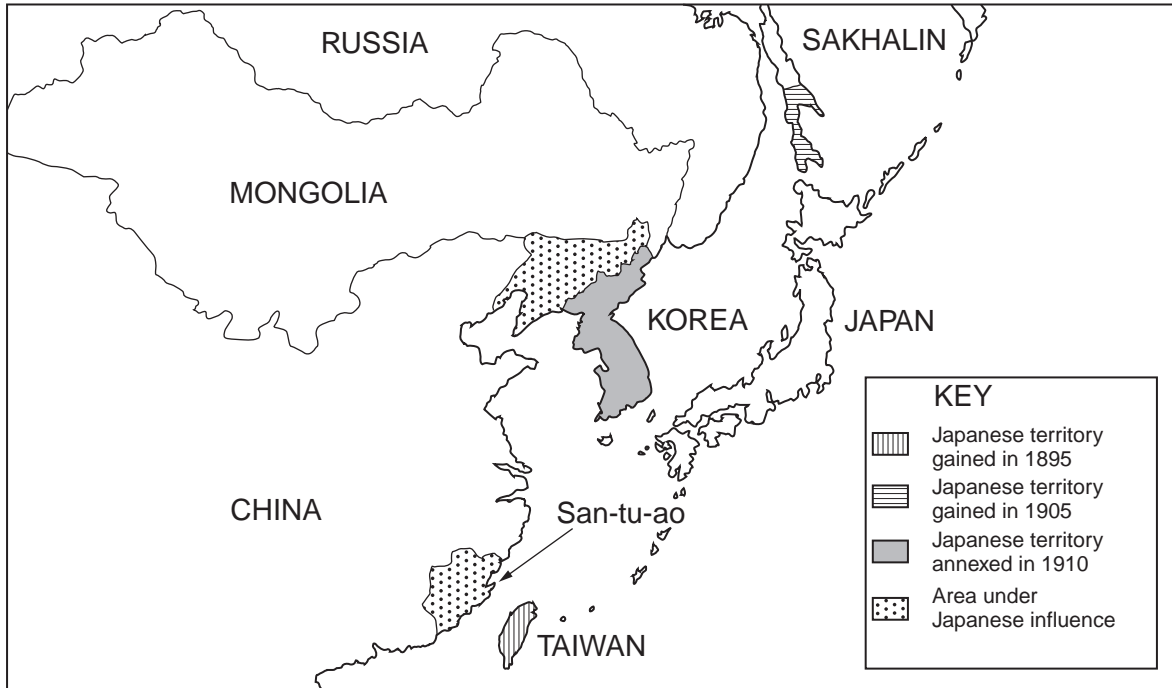 RUSSIA
SAKHALIN
MONGOLIA
KOREA
JAPAN
CHINA
San-tu-ao
TAIWAN
KEY
Japanese territory
gained in 1895
Japanese territory
gained in 1905
Japanese territory
annexed in 1910
Area under
Japanese influence